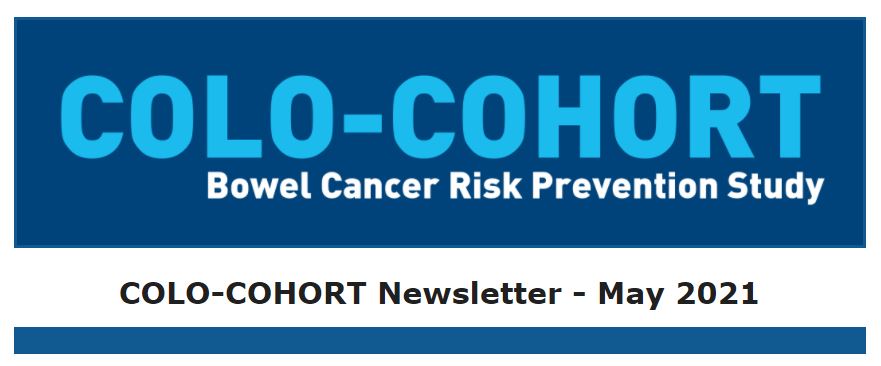 COLO-COHORT
Bowel Cancer Risk Prevention Study
COLO-COHORT Newsletter - May 2021